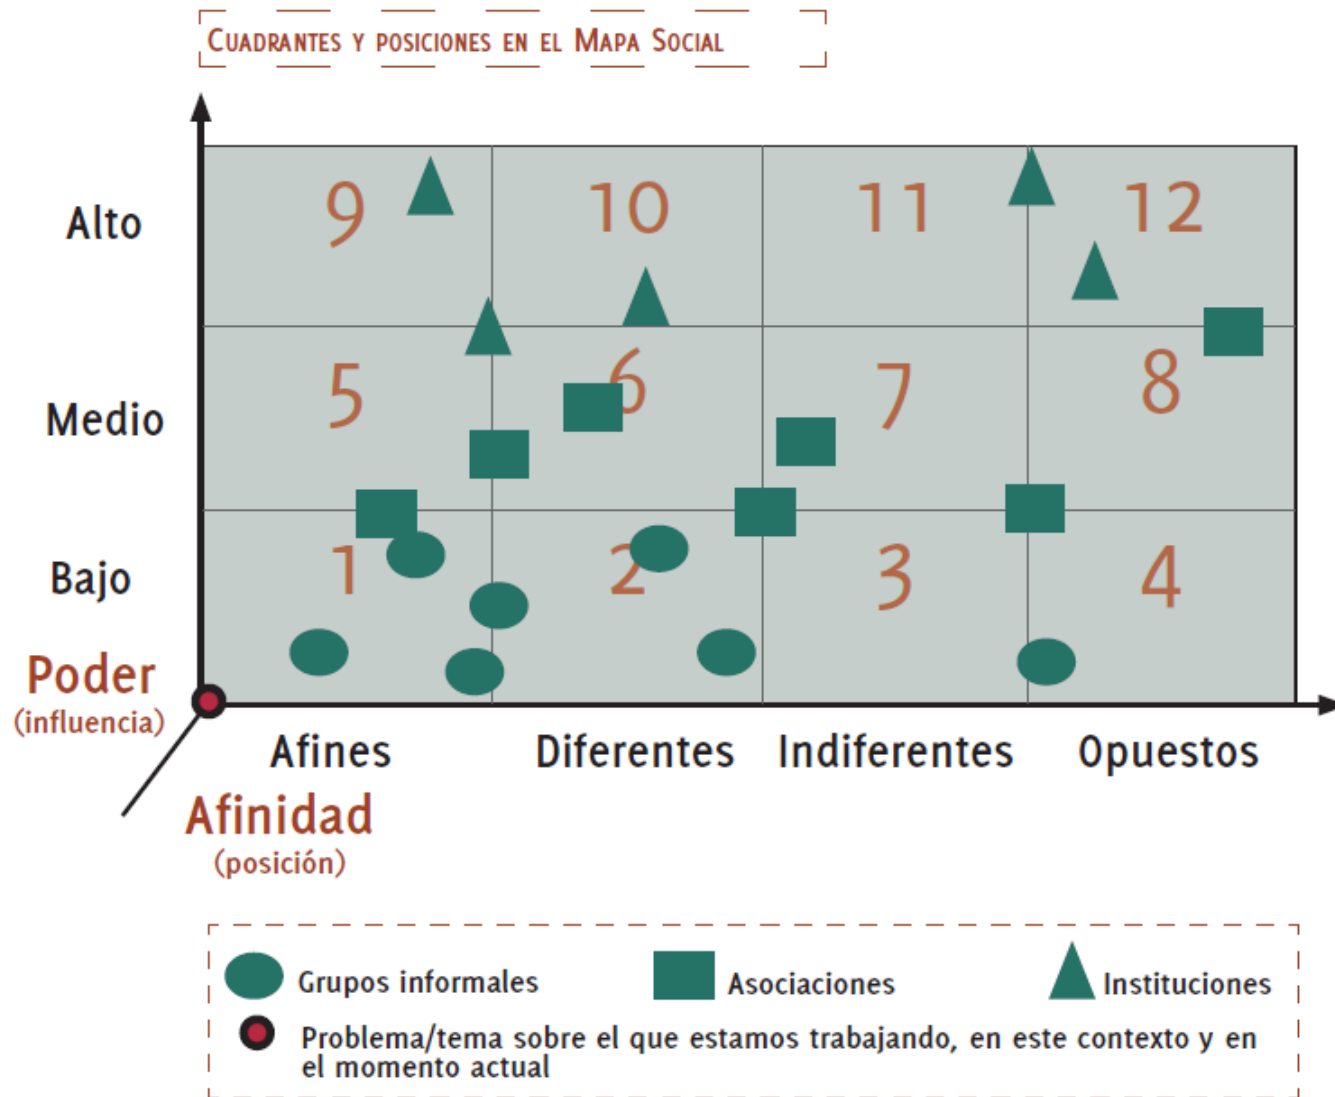 CUADRANTES Y POSICIONES EN EL MAPA SOCIAL
Alto
9
10
11
12
Medio
5
6
7
8
Bajo
1
2
3
4
Poder
(influencia)
Afines
Diferentes
Indiferentes
Opuestos
Afinidad
(posición)
Grupos informales
Asociaciones
Instituciones
Problema/tema sobre el que estamos trabajando, en este contexto y en
el momento actual